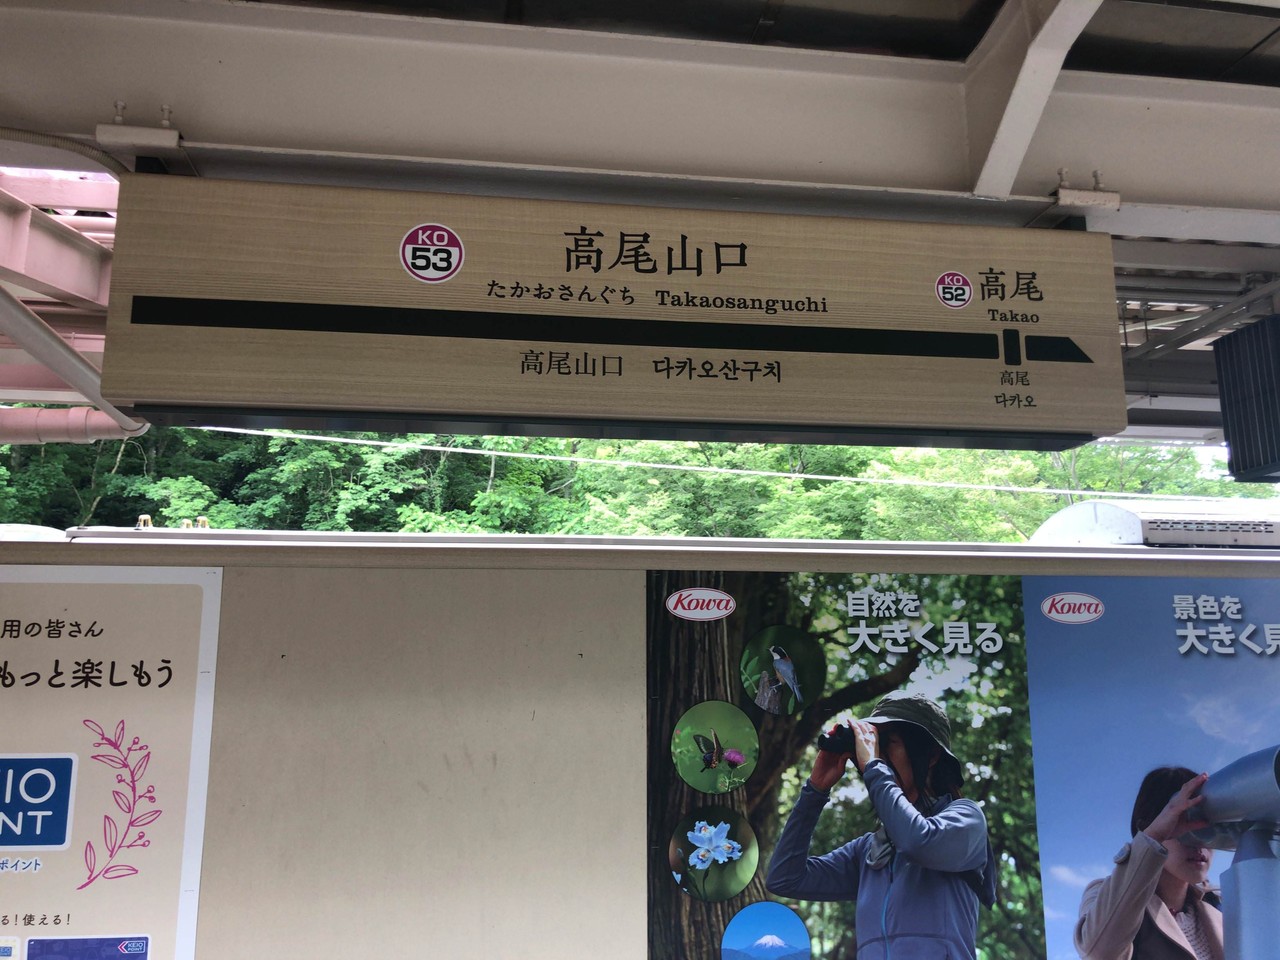 KO
53
高尾山口
たかおさんぐち Takaosanguchi
高尾山口 다카오산구치
KO
52
高尾
Takao
高尾
다카오
用の皆さん
もっと楽しもう
IO
NT
ポイント
る!使える!
KEIO
POINT
Kowa
自然を
大きく見る
Kowa
景色を
大きく見